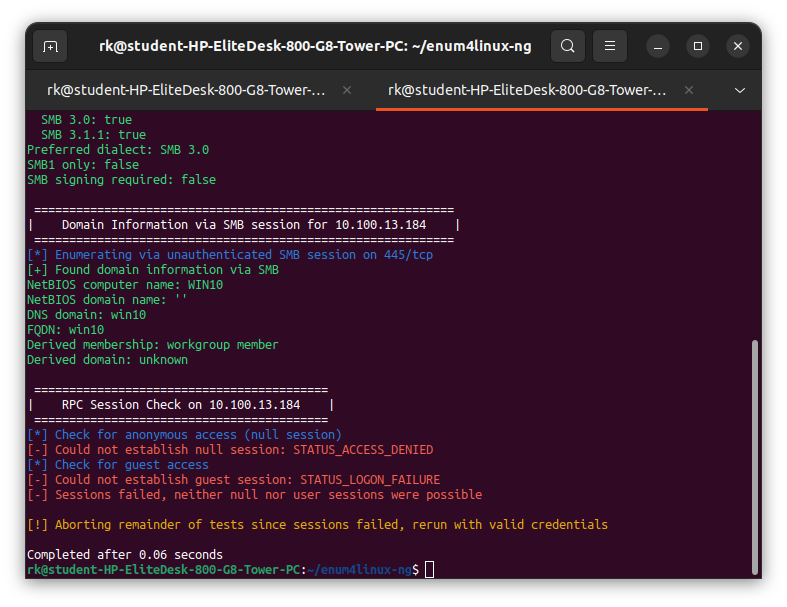 rk@student-HP-EliteDesk-800-G8-Tower-PC: ~/enum4linux-ng
rk@student-HP-EliteDesk-800-G8-Tower-... rk@student-HP-EliteDesk-800-G8-Tower-...
  SMB 3.0: true
  SMB 3.1.1: true
Preferred dialect: SMB 3.0
SMB1 only: false
SMB signing required: false
 ============================================================
|    Domain Information via SMB session for 10.100.13.184    |
 ============================================================
[*] Enumerating via unauthenticated SMB session on 445/tcp
[+] Found domain information via SMB
NetBIOS computer name: WIN10
NetBIOS domain name: ''
DNS domain: win10
FQDN: win10
Derived membership: workgroup member
Derived domain: unknown
 ==========================================
|    RPC Session Check on 10.100.13.184    |
 ==========================================
[*] Check for anonymous access (null session)
[-] Could not establish null session: STATUS_ACCESS_DENIED
[*] Check for guest access
[-] Could not establish guest session: STATUS_LOGON_FAILURE
[-] Sessions failed, neither null nor user sessions were possible
[!] Aborting remainder of tests since sessions failed, rerun with valid credentials
Completed after 0.06 seconds
rk@student-HP-EliteDesk-800-G8-Tower-PC:~/enum4linux-ng$